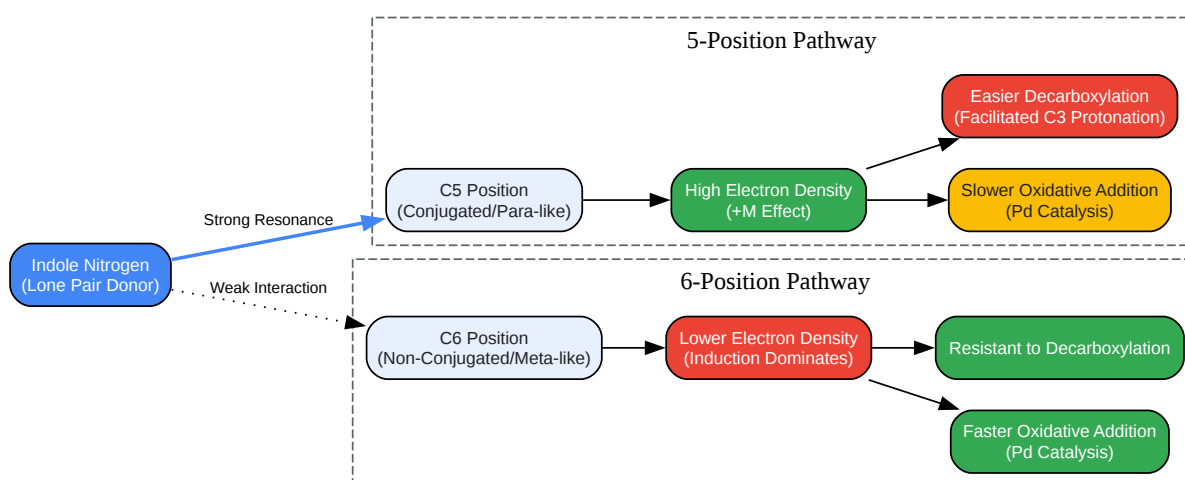 5-Position Pathway
Easier Decarboxylation
(Facilitated C3 Protonation)
C5 Position
(Conjugated/Para-like)
High Electron Density
(+M Effect)
Slower Oxidative Addition
(Pd Catalysis)
Strong Resonance
Indole Nitrogen
(Lone Pair Donor)
Weak Interaction
6-Position Pathway
C6 Position
(Non-Conjugated/Meta-like)
Lower Electron Density
(Induction Dominates)
Resistant to Decarboxylation
Faster Oxidative Addition
(Pd Catalysis)